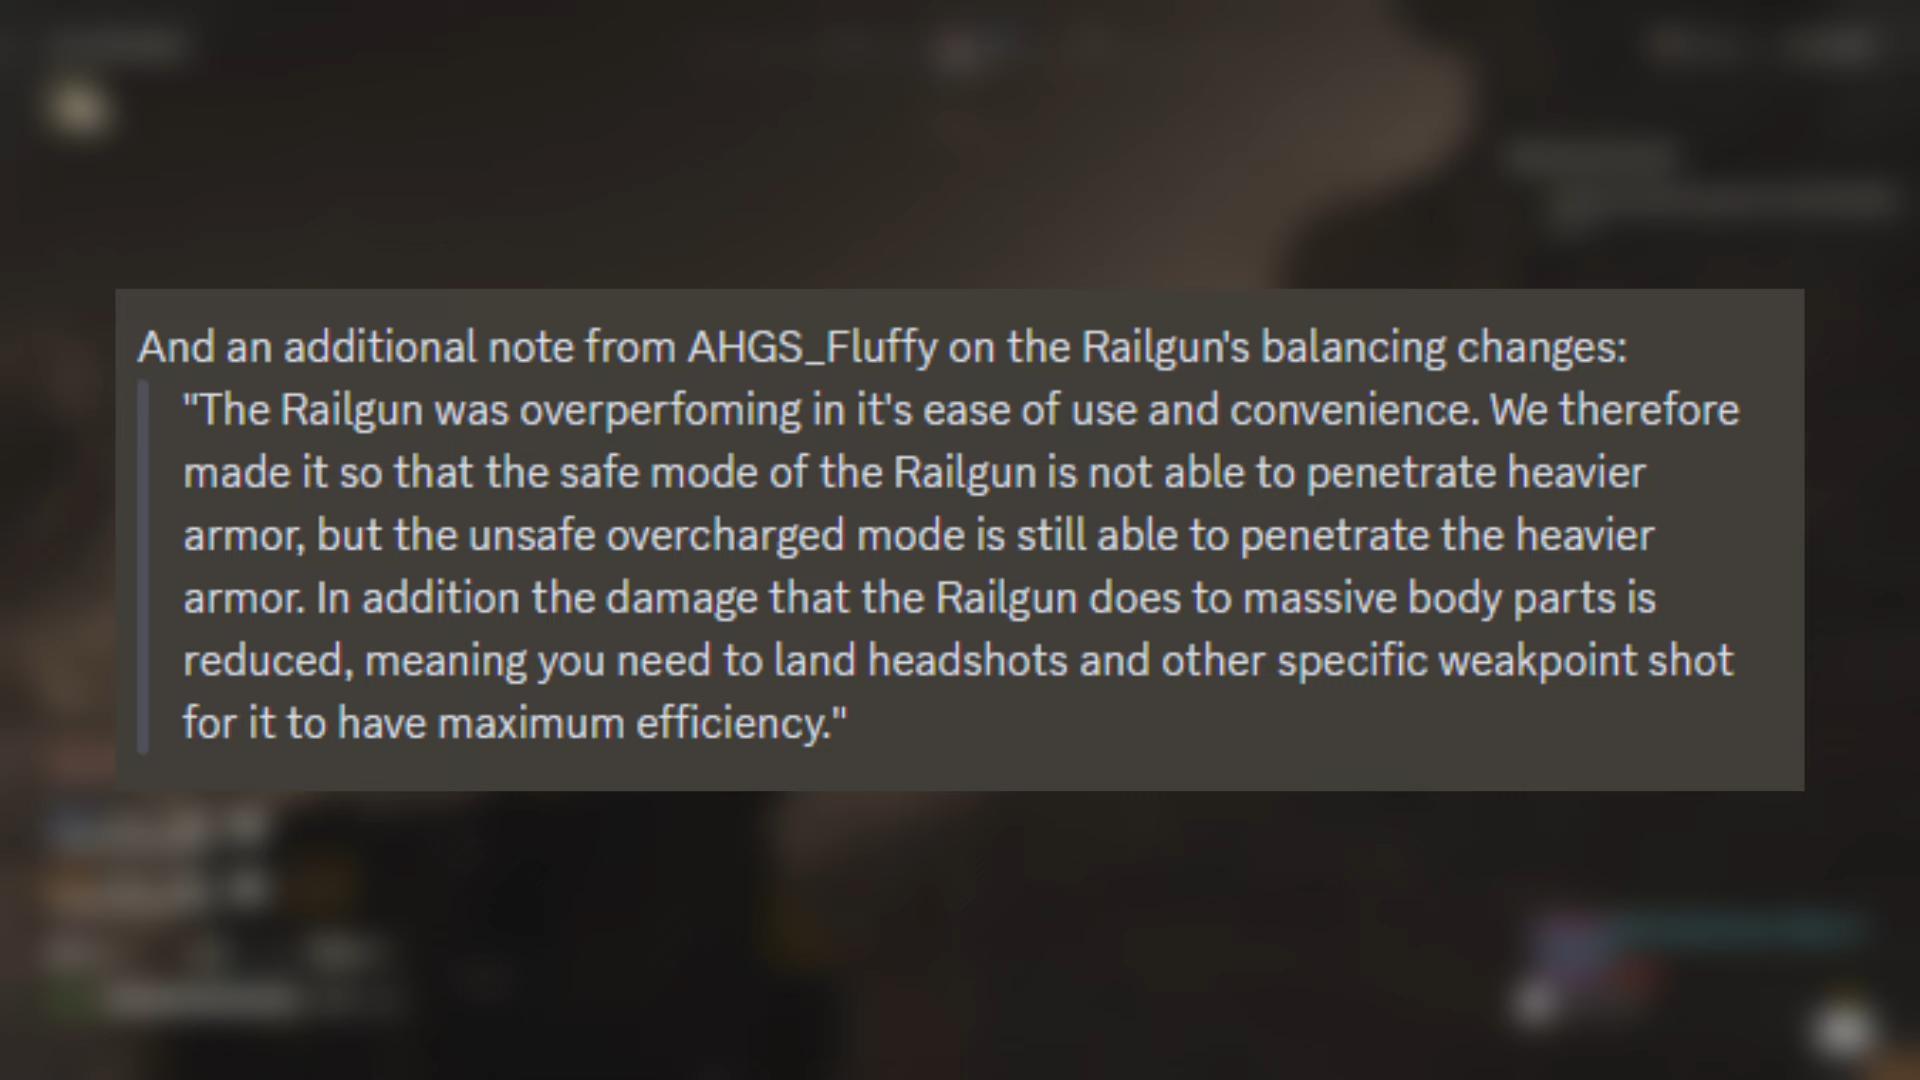 And an additional note from AHGS_Fluffy on the Railgun's balancing changes:
"The Railgun was overperfoming in it's ease of use and convenience. We therefore
made it so that the safe mode of the Railgun is not able to penetrate heavier
armor, but the unsafe overcharged mode is still able to penetrate the heavier
armor. In addition the damage that the Railgun does to massive body parts is
reduced, meaning you need to land headshots and other specific weakpoint shot
for it to have maximum efficiency."